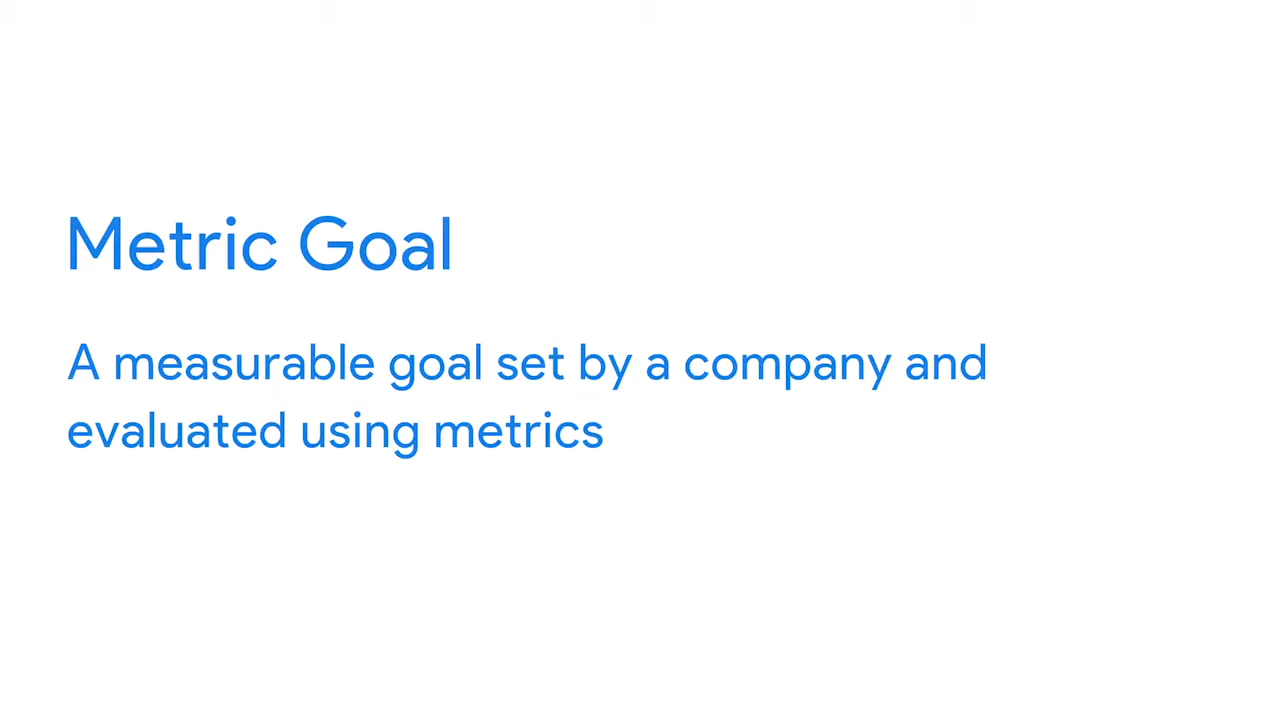 Metric Goal
A measurable goal set by a company and
evaluated using metrics